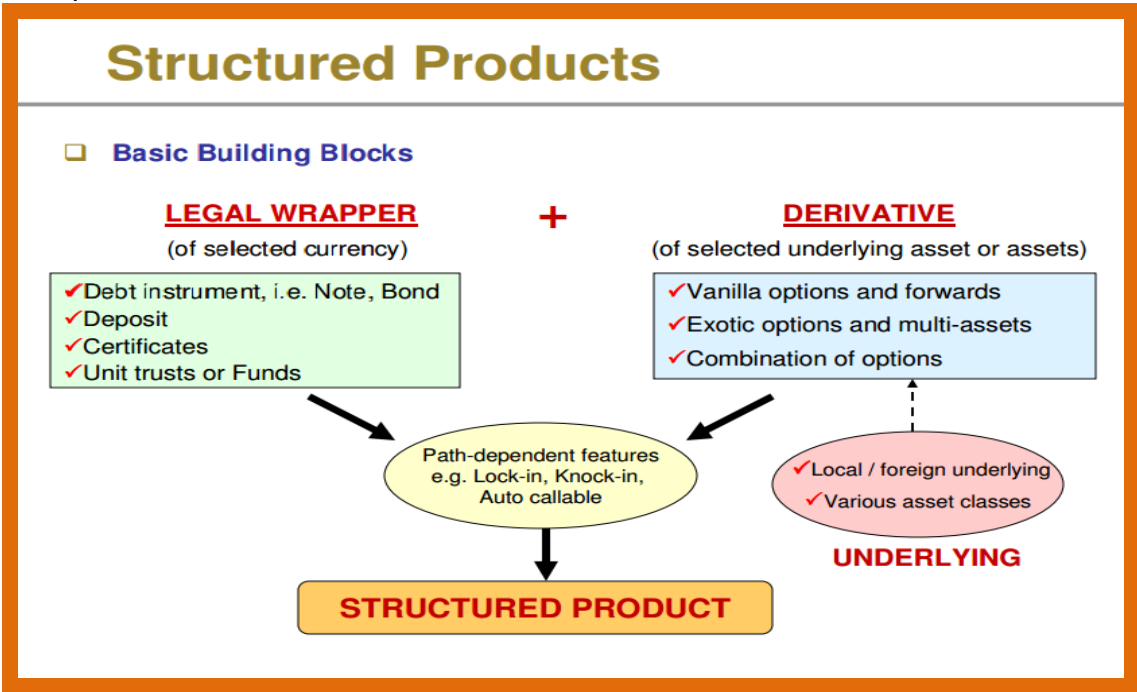 Structured Products
Basic Building Blocks
LEGAL WRAPPER
+
DERIVATIVE
(of selected currency)
(of selected underlying asset or assets)
✓Debt instrument, i.e. Note, Bond
✓Deposit
✓Certificates
✓Unit trusts or Funds
✓Vanilla options and forwards
✓Exotic options and multi-assets
✓Combination of options
Path-dependent features
e.g. Lock-in, Knock-in,
Auto callable
✓Local / foreign underlying
✓Various asset classes
UNDERLYING
STRUCTURED PRODUCT